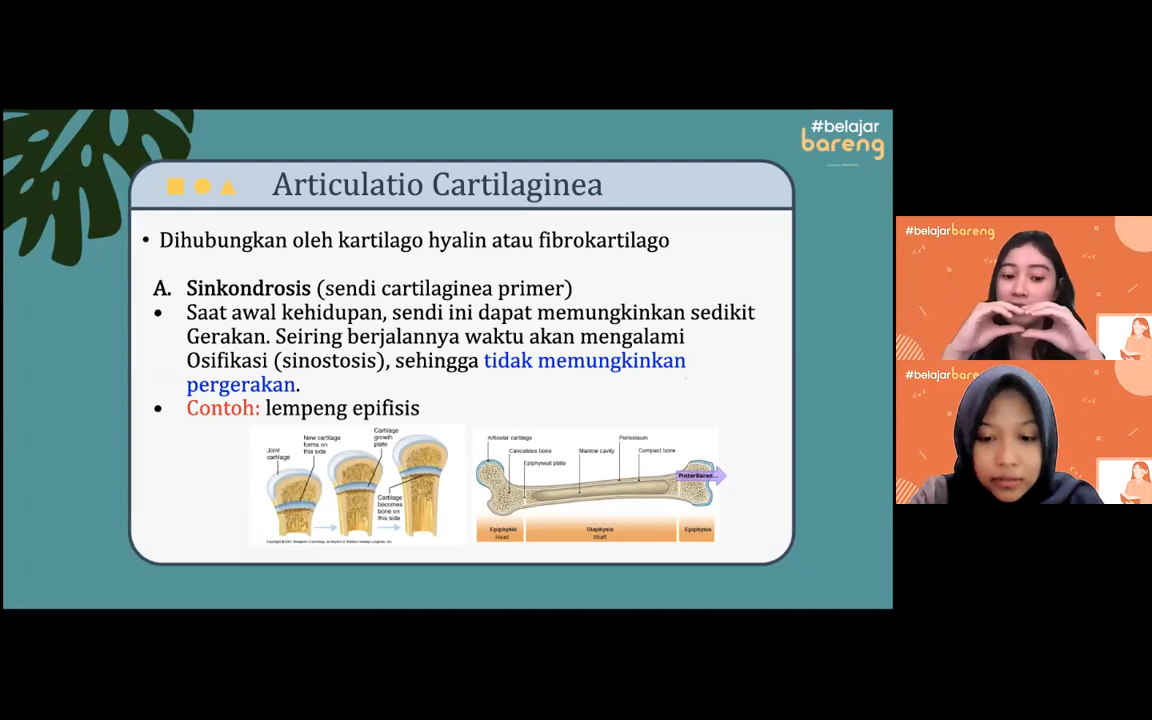 #belajar
bareng
Articulatio Cartilaginea
• Dihubungkan oleh kartilago hyalin atau fibrokartilago
A. Sinkondrosis (sendi cartilaginea primer)
• Saat awal kehidupan, sendi ini dapat memungkinkan sedikit
Gerakan. Seiring berjalannya waktu akan mengalami
Osifikasi (sinostosis), sehingga tidak memungkinkan
pergerakan.
• Contoh: lempeng epifisis
Joint
cartilage
New cartilage
forms on
this side
Cartilage
growth
plate
Cartilage
becomes
bone on
this side
Articular cartilage
Cancellous bone
Epiphyseal plate
Marrow cavity
Periosteum
Compact bone
PintarBaren...
Epiphysis
Head
Diaphysis
Shaft
Epiphysis
#belajarbareng
#belajarbare